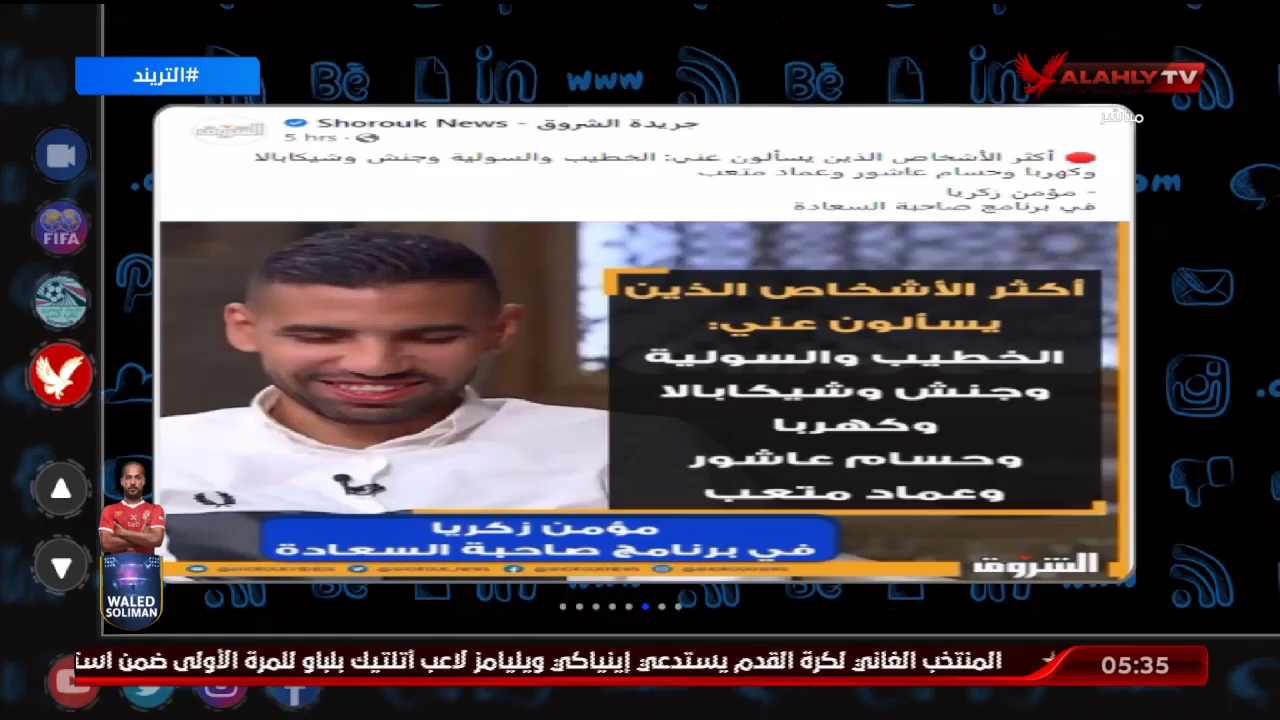 #التريند
ALAHLY TV
مباشر
Shorouk News - جريدة الشروق
5 hrs ·
🔴 أكثر الأشخاص الذين يسألون عني: الخطيب والسولية وجنش وشيكابالا
وكهربا وحسام عاشور وعماد متعب
- مؤمن زكريا
في برنامج صاحبة السعادة
أكثر الأشخاص الذين
يسألون عني:
الخطيب والسولية
وجنش وشيكابالا
وكهربا
وحسام عاشور
وعماد متعب
مؤمن زكريا
في برنامج صاحبة السعادة
الشروق
FIFA
WALED
SOLIMAN
المنتخب الغاني لكرة القدم يستدعي إينياكي ويليامز لاعب أتلتيك بلباو للمرة الأولى ضمن
05:35